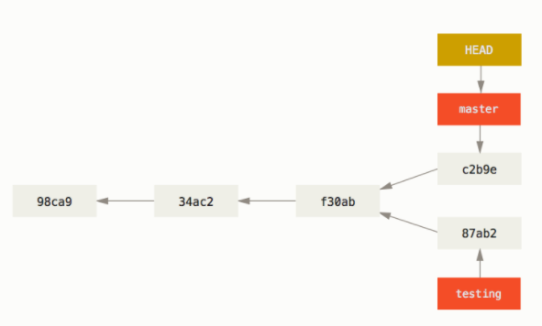 HEAD
master
c2b9e
98ca9
34ac2
f30ab
87ab2
testing